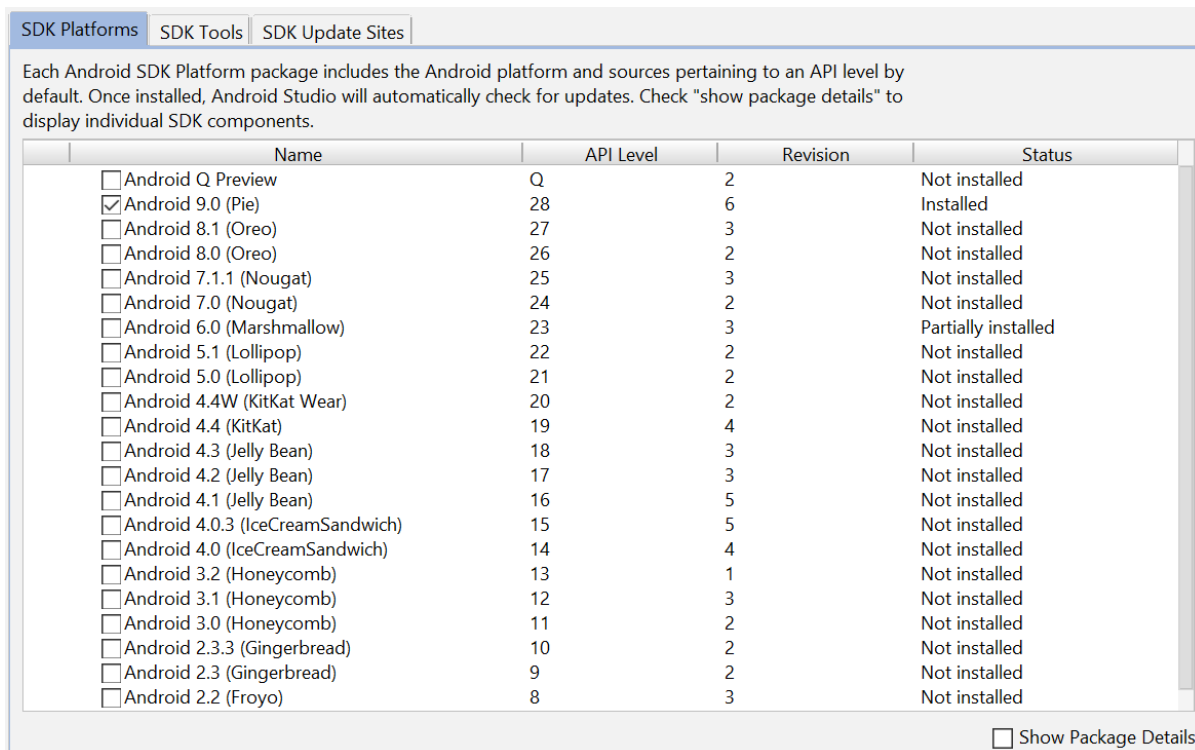 SDK Platforms SDK Tools SDK Update Sites
Each Android SDK Platform package includes the Android platform and sources pertaining to an API level by
default. Once installed, Android Studio will automatically check for updates. Check "show package details" to
display individual SDK components.
Name API Level Revision Status
Android Q Preview Q 2 Not installed
Android 9.0 (Pie) 28 6 Installed
Android 8.1 (Oreo) 27 3 Not installed
Android 8.0 (Oreo) 26 2 Not installed
Android 7.1.1 (Nougat) 25 3 Not installed
Android 7.0 (Nougat) 24 2 Not installed
Android 6.0 (Marshmallow) 23 3 Partially installed
Android 5.1 (Lollipop) 22 2 Not installed
Android 5.0 (Lollipop) 21 2 Not installed
Android 4.4W (KitKat Wear) 20 2 Not installed
Android 4.4 (KitKat) 19 4 Not installed
Android 4.3 (Jelly Bean) 18 3 Not installed
Android 4.2 (Jelly Bean) 17 3 Not installed
Android 4.1 (Jelly Bean) 16 5 Not installed
Android 4.0.3 (IceCreamSandwich) 15 5 Not installed
Android 4.0 (IceCreamSandwich) 14 4 Not installed
Android 3.2 (Honeycomb) 13 1 Not installed
Android 3.1 (Honeycomb) 12 3 Not installed
Android 3.0 (Honeycomb) 11 2 Not installed
Android 2.3.3 (Gingerbread) 10 2 Not installed
Android 2.3 (Gingerbread) 9 2 Not installed
Android 2.2 (Froyo) 8 3 Not installed
Show Package Details